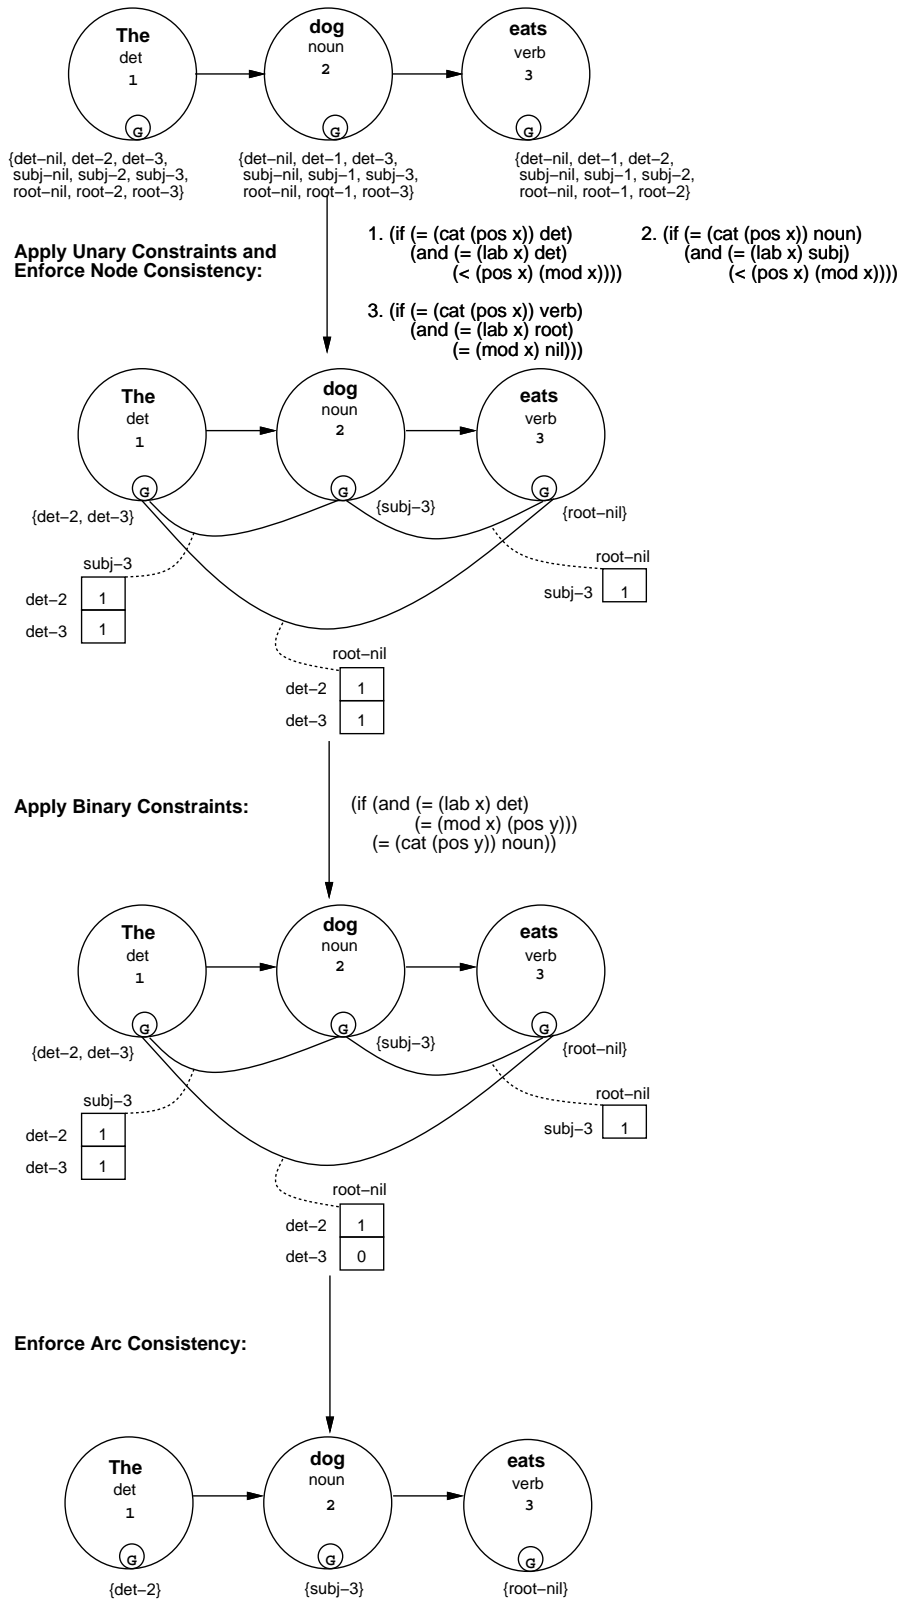 The
det
1
G
dog
noun
2
G
eats
verb
3
G
{det−nil, det−2, det−3,
subj−nil, subj−2, subj−3,
root−nil, root−2, root−3}
{det−nil, det−1, det−3,
subj−nil, subj−1, subj−3,
root−nil, root−1, root−3}
{det−nil, det−1, det−2,
subj−nil, subj−1, subj−2,
root−nil, root−1, root−2}
Apply Unary Constraints and
Enforce Node Consistency:
1. (if (= (cat (pos x)) det)
(and (= (lab x) det)
(< (pos x) (mod x))))
2. (if (= (cat (pos x)) noun)
(and (= (lab x) subj)
(< (pos x) (mod x))))
3. (if (= (cat (pos x)) verb)
(and (= (lab x) root)
(= (mod x) nil)))
The
det
1
G
dog
noun
2
G
eats
verb
3
G
{det−2, det−3}
{subj−3}
{root−nil}
subj−3
det−2 1
det−3 1
root−nil
subj−3 1
root−nil
det−2 1
det−3 1
Apply Binary Constraints:
(if (and (= (lab x) det)
(= (mod x) (pos y)))
(= (cat (pos y)) noun))
The
det
1
G
dog
noun
2
G
eats
verb
3
G
{det−2, det−3}
{subj−3}
{root−nil}
subj−3
det−2 1
det−3 1
root−nil
subj−3 1
root−nil
det−2 1
det−3 0
Enforce Arc Consistency:
The
det
1
G
dog
noun
2
G
eats
verb
3
G
{det−2}
{subj−3}
{root−nil}